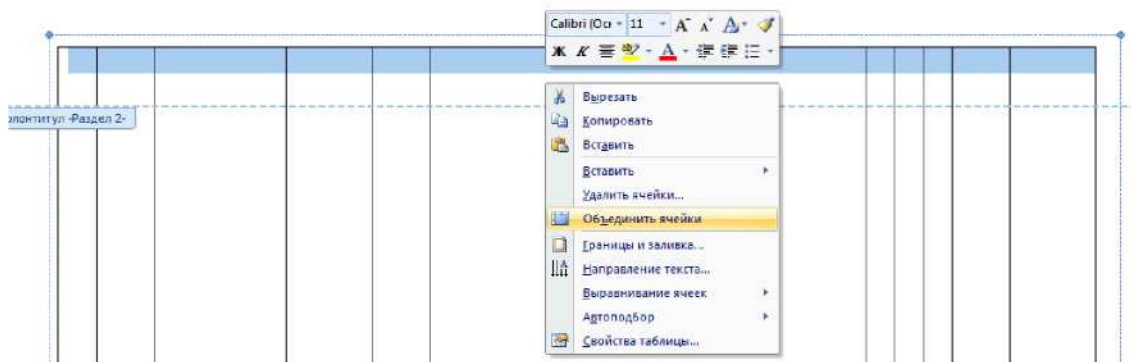 Calibri (Осн 11
Ж К
олонтитул -Раздел 2-
Вырезать
Копировать
Вставить
Вставить
Удалить ячейки...
Объединить ячейки
Границы и заливка...
Направление текста...
Выравнивание ячеек
Автоподбор
Свойства таблицы...